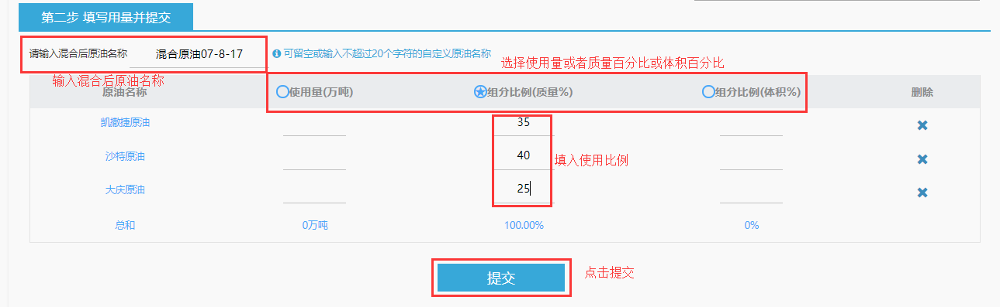 第二步 填写用量并提交
请输入混合后原油名称 混合原油07-8-17 可留空或输入不超过20个字符的自定义原油名称
选择使用量或者质量百分比或体积百分比
输入混合后原油名称
原油名称 使用量(万吨) 组分比例(质量%) 组分比例(体积%) 删除
凯撒捷原油 35
沙特原油 40
填入使用比例
大庆原油 25
总和 0万吨 100.00% 0%
提交 点击提交